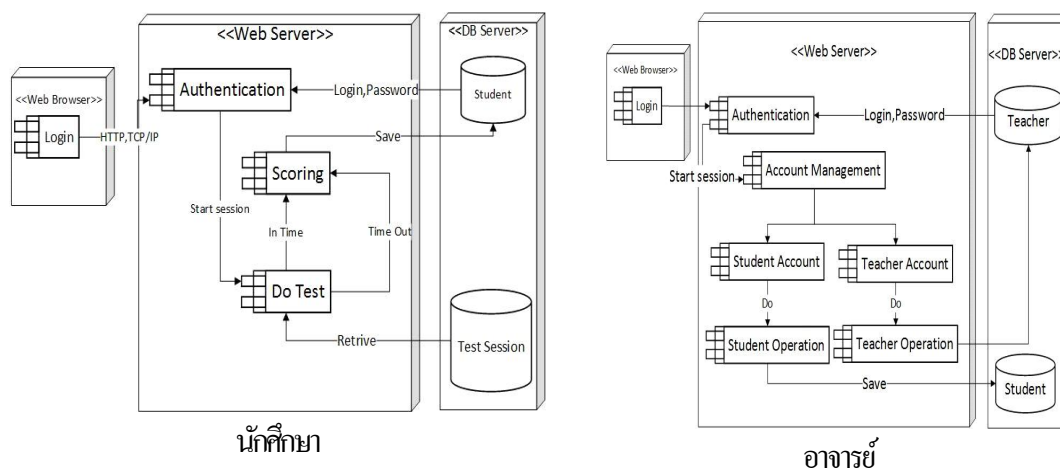 <<Web Server>>
<<DB Server>>
<<Web Browser>>
Login
HTTP,TCP/IP
Authentication
Login,Password
Student
Save
Scoring
Start session
In Time
Time Out
Do Test
Retrive
Test Session
นักศึกษา
<<Web Server>>
<<DB Server>>
<<Web Browser>>
Login
Authentication
Login,Password
Teacher
Start session
Account Management
Student Account
Teacher Account
Do
Do
Student Operation
Teacher Operation
Save
Student
อาจารย์